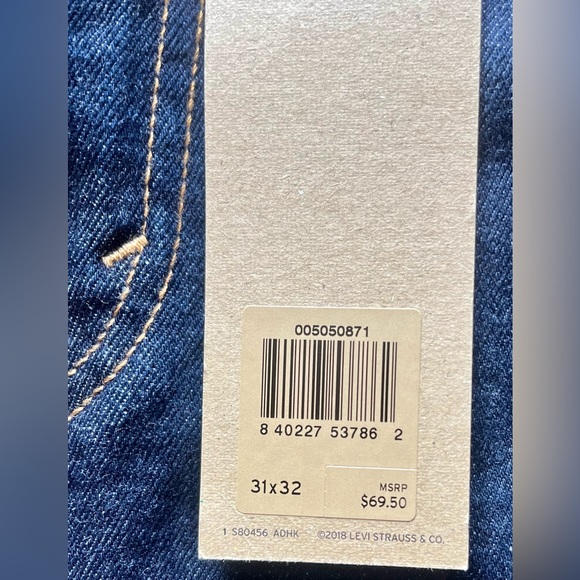 005050871
8 40227 53786 2
31x32
MSRP
$69.50
1 S80456 ADHK ©2018 LEVI STRAUSS & CO.